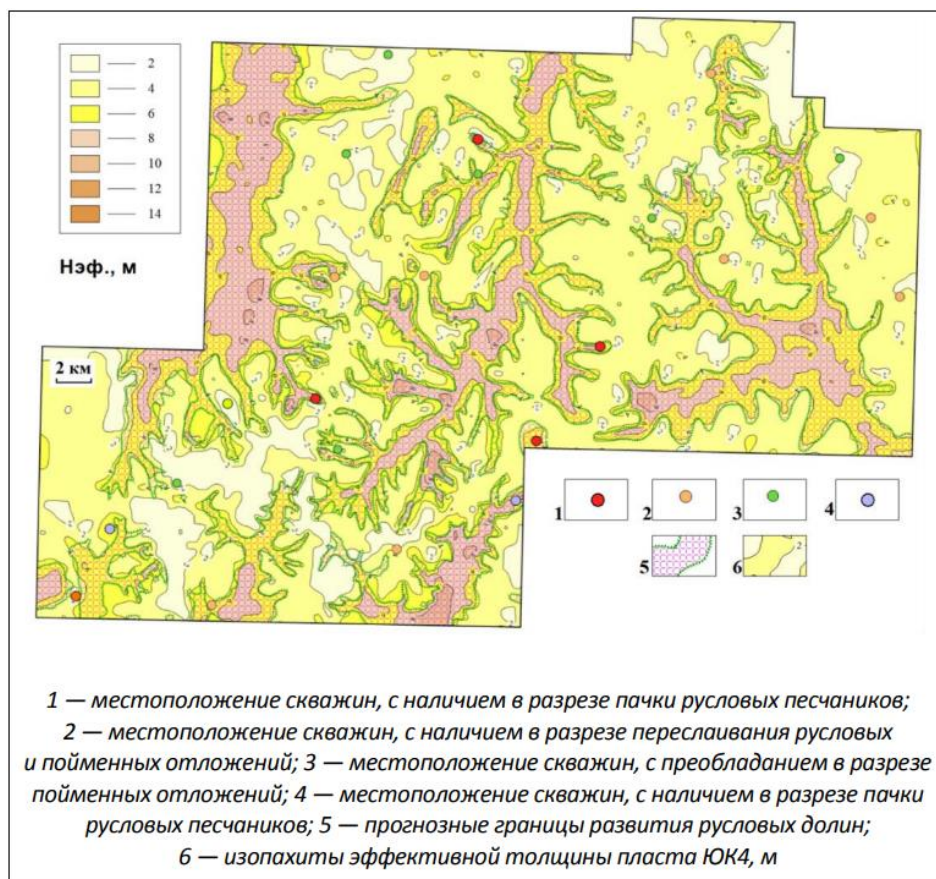 2
4
6
8
10
12
14
Нэф., м
2 км
1
2
3
4
5
6
2
1 — местоположение скважин, с наличием в разрезе пачки русловых песчаников;
2 — местоположение скважин, с наличием в разрезе переслаивания русловых
и пойменных отложений; 3 — местоположение скважин, с преобладанием в разрезе
пойменных отложений; 4 — местоположение скважин, с наличием в разрезе пачки
русловых песчаников; 5 — прогнозные границы развития русловых долин;
6 — изопахиты эффективной толщины пласта ЮК4, м